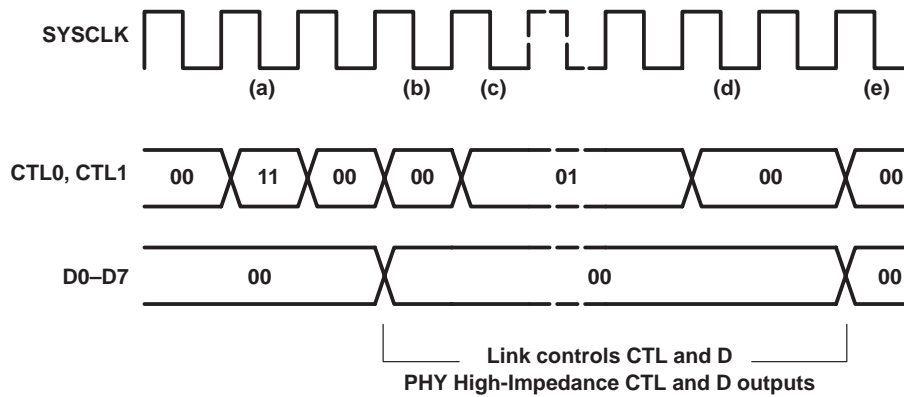 SYSCLK
(a) (b) (c) (d) (e)
CTL0, CTL1 00 11 00 00 01 00 00
D0–D7 00 00 00
Link controls CTL and D
PHY High-Impedance CTL and D outputs